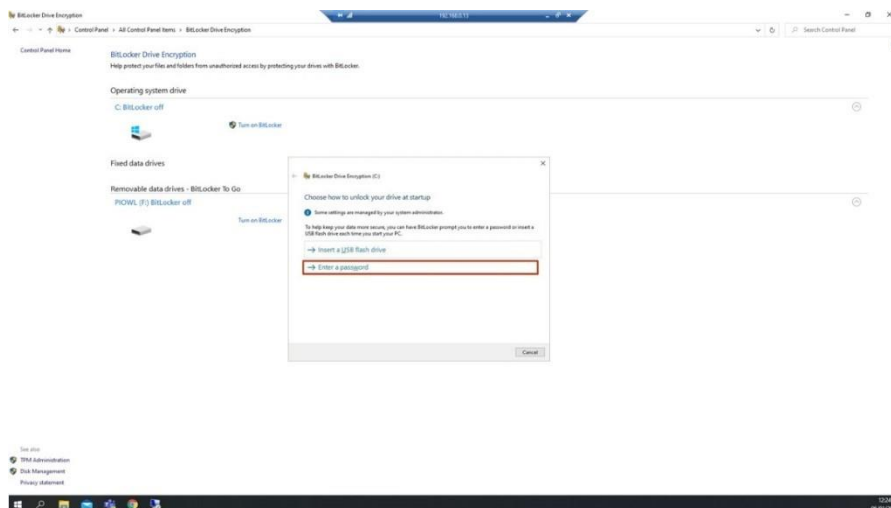 BitLocker Drive Encryption
Control Panel > All Control Panel Items > BitLocker Drive Encryption
Search Control Panel
Control Panel Home
BitLocker Drive Encryption
Help protect your files and folders from unauthorized access by protecting your drives with BitLocker.
Operating system drive
C: BitLocker off
Turn on BitLocker
Fixed data drives
Removable data drives - BitLocker To Go
PIOWL (F:) BitLocker off
Turn on BitLocker
BitLocker Drive Encryption (C:)
Choose how to unlock your drive at startup
Some settings are managed by your system administrator.
To help keep your data more secure, you can have BitLocker prompt you to enter a password or insert a
USB flash drive each time you start your PC.
Insert a USB flash drive
Enter a password
Cancel
See also
TPM Administration
Disk Management
Privacy statement